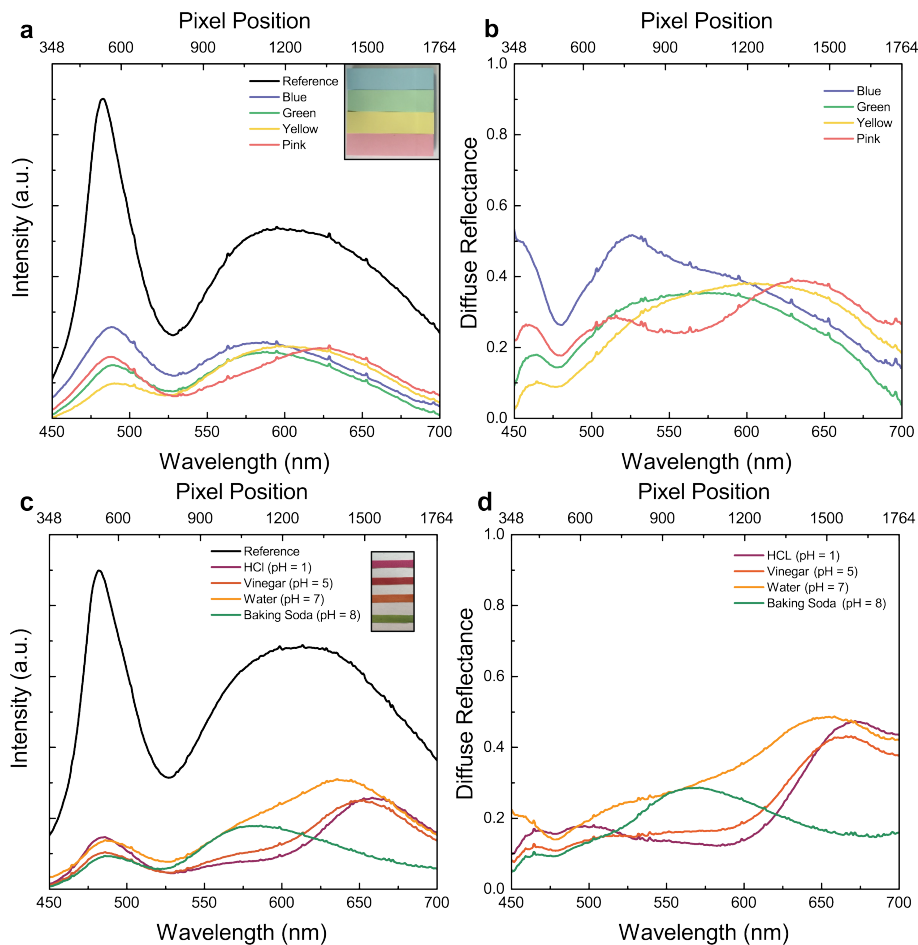 a
Pixel Position
348 600 900 1200 1500 1764
Reference
Blue
Green
Yellow
Pink
Intensity (a.u.)
450 500 550 600 650 700
Wavelength (nm)
b
Pixel Position
348 600 900 1200 1500 1764
1.0
0.8
0.6
0.4
0.2
0.0
Blue
Green
Yellow
Pink
Diffuse Reflectance
450 500 550 600 650 700
Wavelength (nm)
c
Pixel Position
348 600 900 1200 1500 1764
Reference
HCl (pH = 1)
Vinegar (pH = 5)
Water (pH = 7)
Baking Soda (pH = 8)
Intensity (a.u.)
450 500 550 600 650 700
Wavelength (nm)
d
Pixel Position
348 600 900 1200 1500 1764
1.0
0.8
0.6
0.4
0.2
0.0
HCL (pH = 1)
Vinegar (pH = 5)
Water (pH = 7)
Baking Soda (pH = 8)
Diffuse Reflectance
450 500 550 600 650 700
Wavelength (nm)